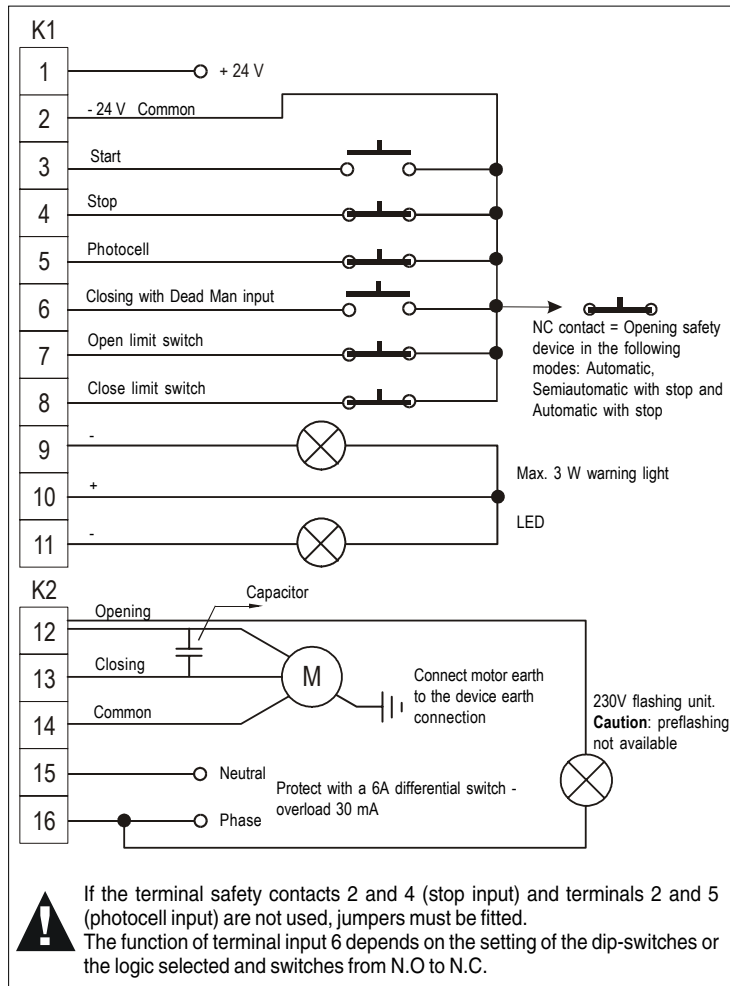 K1
1
+ 24 V
2
- 24 V Common
3
Start
4
Stop
5
Photocell
6
Closing with Dead Man input
NC contact = Opening safety
device in the following
modes: Automatic,
Semiautomatic with stop and
Automatic with stop
7
Open limit switch
8
Close limit switch
9
-
Max. 3 W warning light
10
+
LED
11
-
K2
Capacitor
12
Opening
13
Closing
M
Connect motor earth
to the device earth
connection
230V flashing unit.
Caution: preflashing
not available
14
Common
15
Neutral
Protect with a 6A differential switch -
overload 30 mA
16
Phase
!
If the terminal safety contacts 2 and 4 (stop input) and terminals 2 and 5
(photocell input) are not used, jumpers must be fitted.
The function of terminal input 6 depends on the setting of the dip-switches or
the logic selected and switches from N.O to N.C.